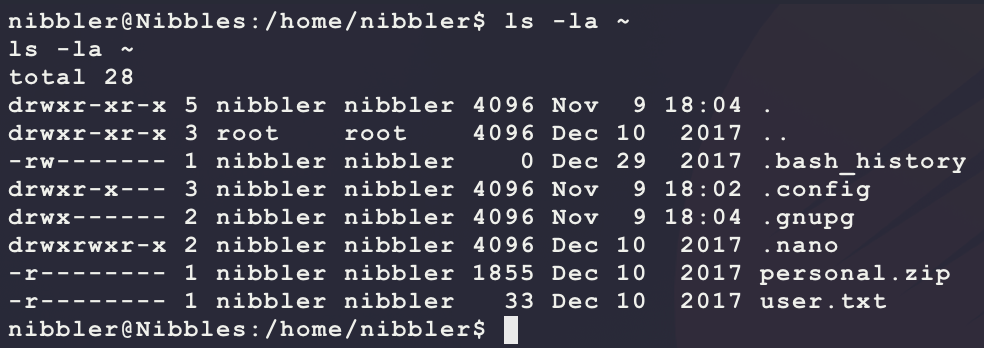 nibbler@Nibbles:/home/nibbler$ ls -la ~
ls -la ~
total 28
drwxr-xr-x 5 nibbler nibbler 4096 Nov  9 18:04 .
drwxr-xr-x 3 root    root    4096 Dec 10  2017 ..
-rw------- 1 nibbler nibbler    0 Dec 29  2017 .bash_history
drwxr-x--- 3 nibbler nibbler 4096 Nov  9 18:02 .config
drwx------ 2 nibbler nibbler 4096 Nov  9 18:04 .gnupg
drwxrwxr-x 2 nibbler nibbler 4096 Dec 10  2017 .nano
-r-------- 1 nibbler nibbler 1855 Dec 10  2017 personal.zip
-r-------- 1 nibbler nibbler   33 Dec 10  2017 user.txt
nibbler@Nibbles:/home/nibbler$